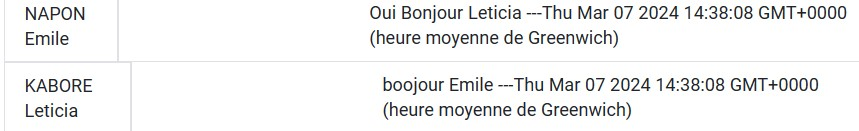 NAPON Oui Bonjour Leticia ---Thu Mar 07 2024 14:38:08 GMT+0000
Emile (heure moyenne de Greenwich)
KABORE boojour Emile ---Thu Mar 07 2024 14:38:08 GMT+0000
Leticia (heure moyenne de Greenwich)